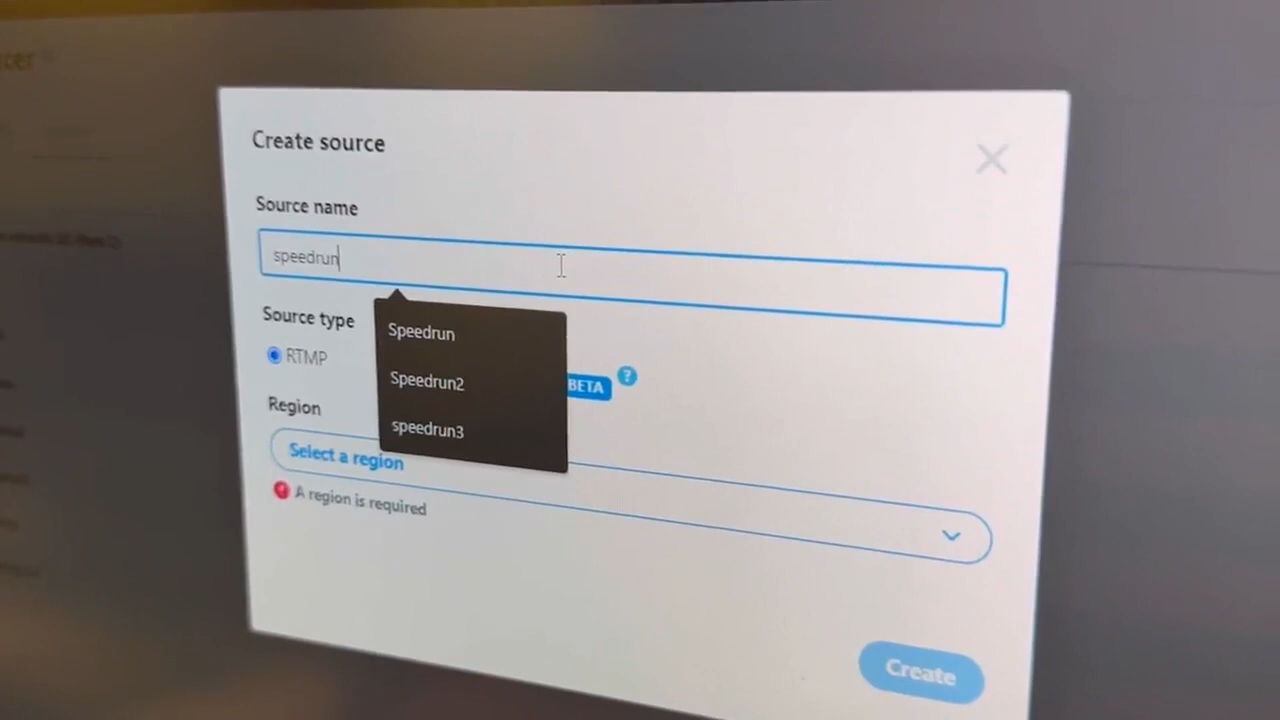 Create source
Source name
speedrun
Speedrun
Speedrun2
speedrun3
Source type
RTMP
BETA
?
Region
Select a region
A region is required
Create